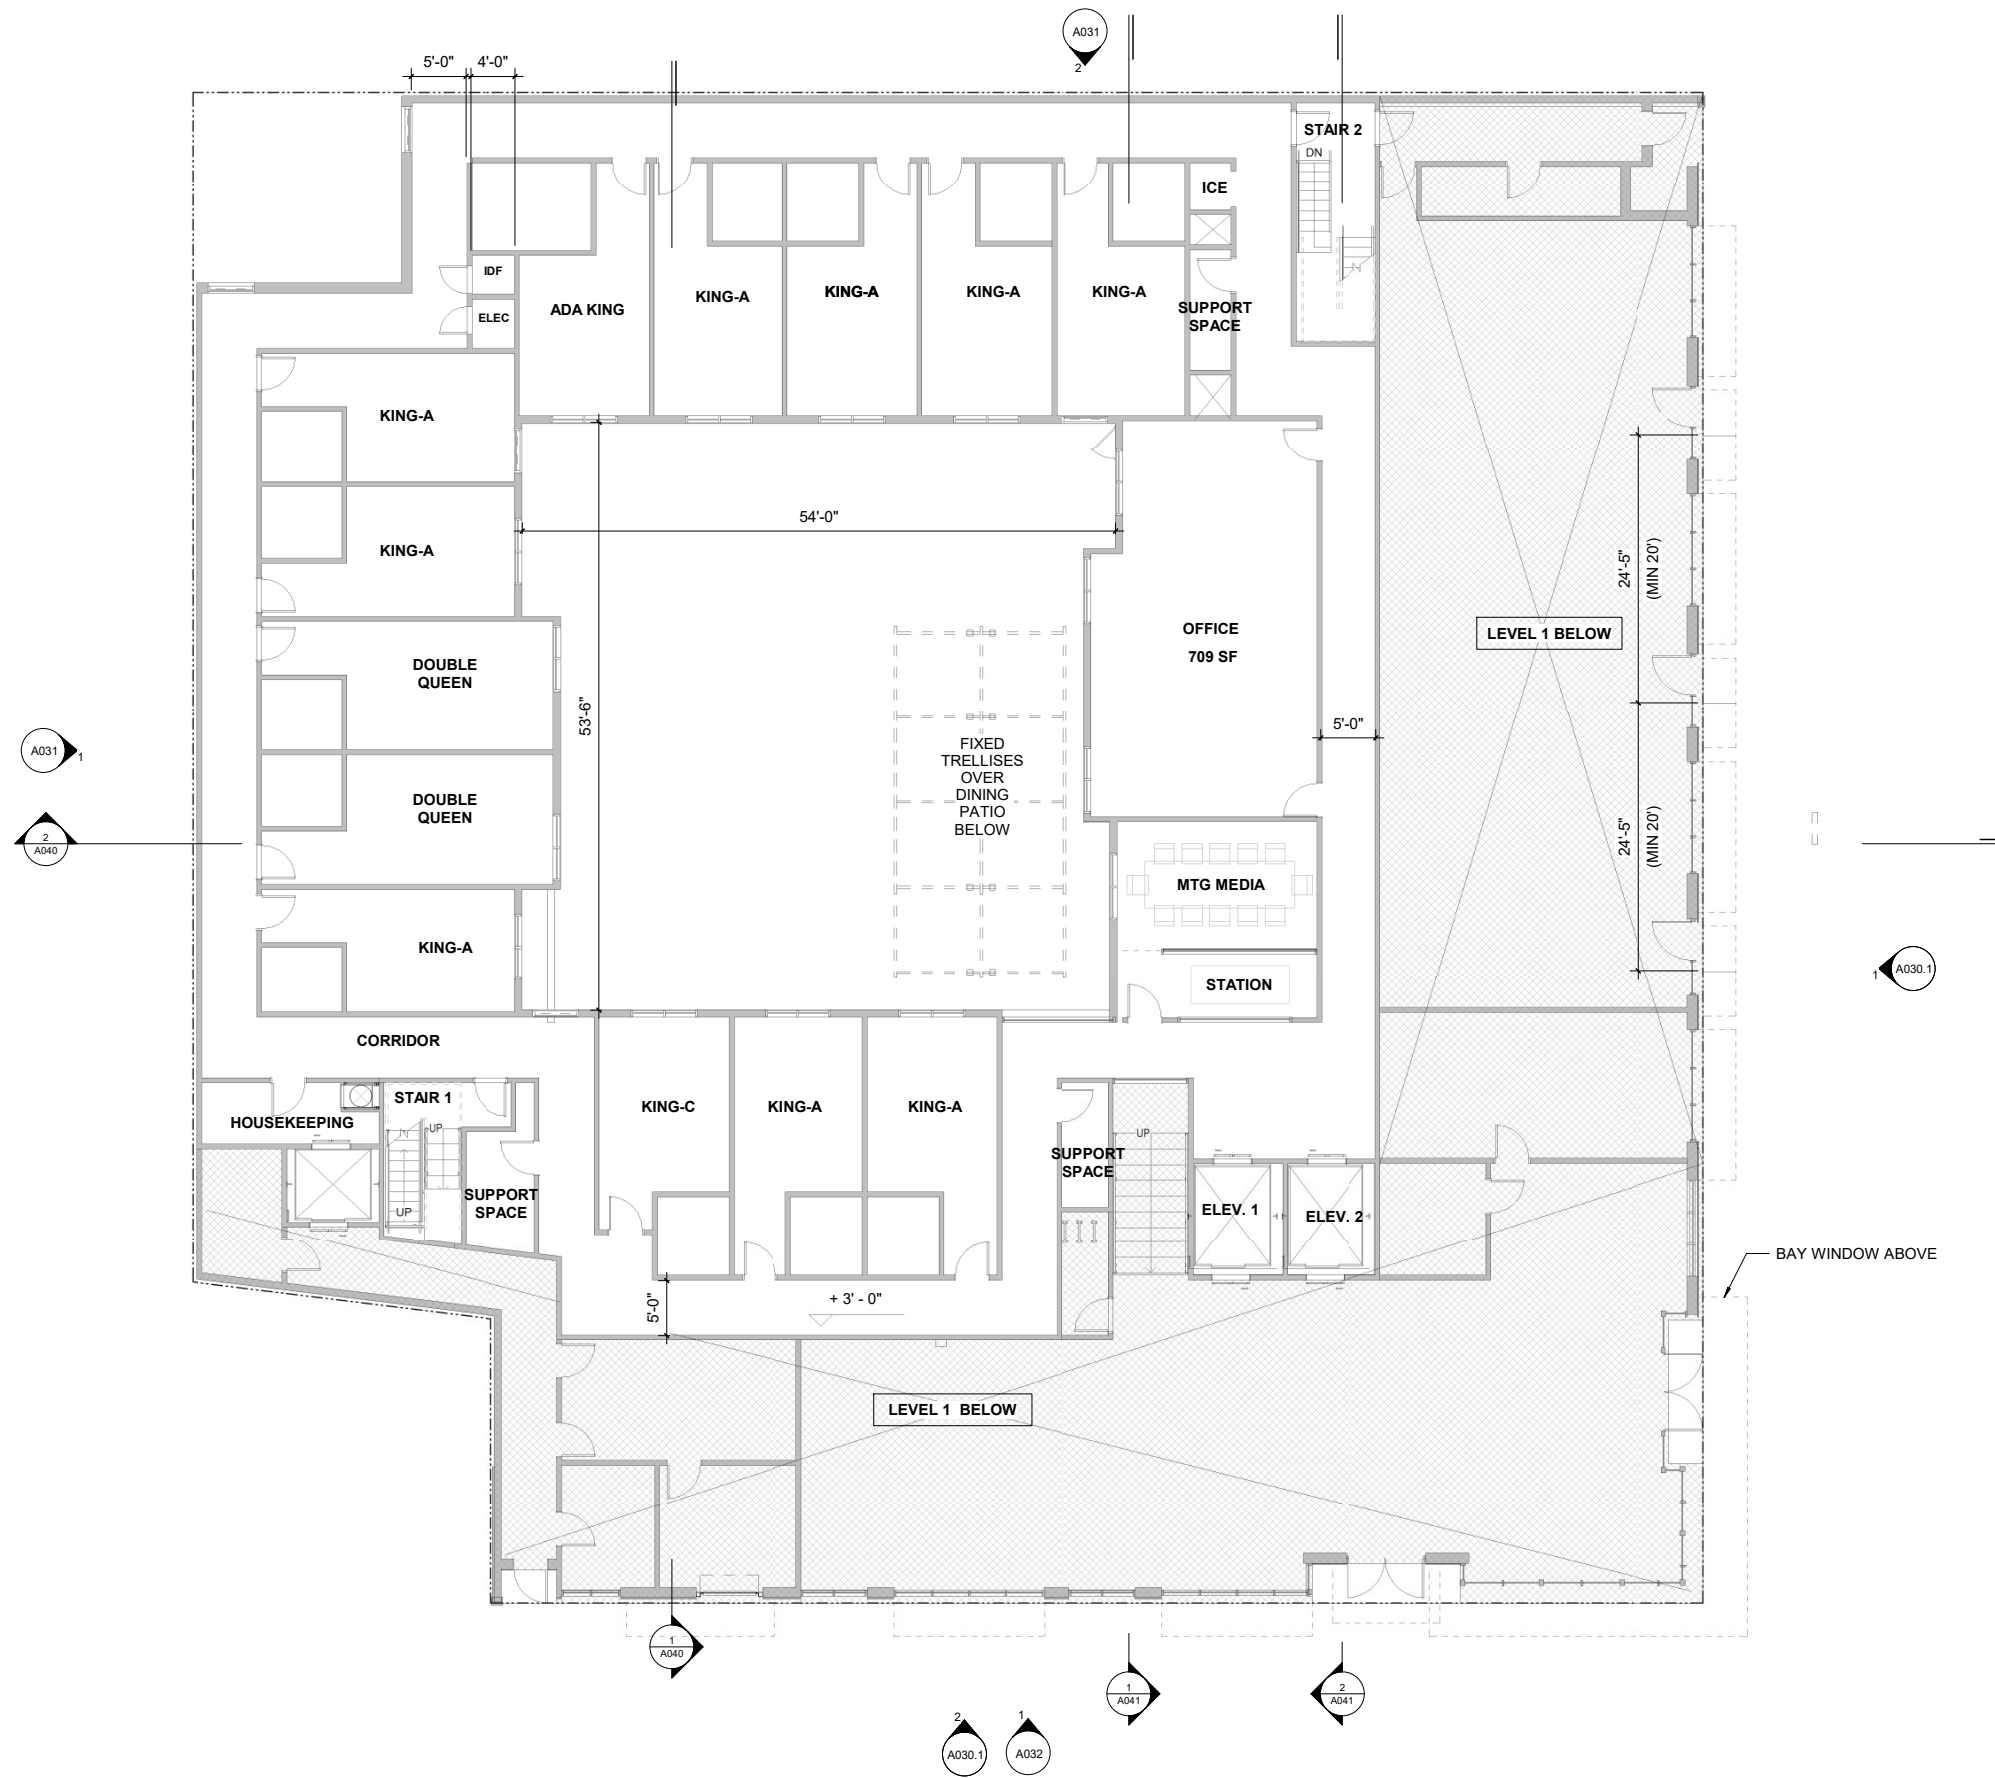 A031
2
5'-0"
4'-0"
STAIR 2
DN
ICE
IDF
ELEC
ADA KING
KING-A
KING-A
KING-A
KING-A
SUPPORT
SPACE
KING-A
KING-A
54'-0"
24'-5"
(MIN 20')
LEVEL 1 BELOW
OFFICE
709 SF
DOUBLE
QUEEN
53'-6"
5'-0"
A031
1
FIXED
TRELLISES
OVER
DINING
PATIO
BELOW
DOUBLE
QUEEN
2
A040
24'-5"
(MIN 20')
MTG MEDIA
KING-A
STATION
1
A030.1
CORRIDOR
STAIR 1
HOUSEKEEPING
UP
UP
KING-C
KING-A
KING-A
UP
SUPPORT
SPACE
SUPPORT
SPACE
ELEV. 1
ELEV. 2
BAY WINDOW ABOVE
5'-0"
+ 3' - 0"
LEVEL 1 BELOW
1
A040
1
A041
2
A041
2
A030.1
1
A032